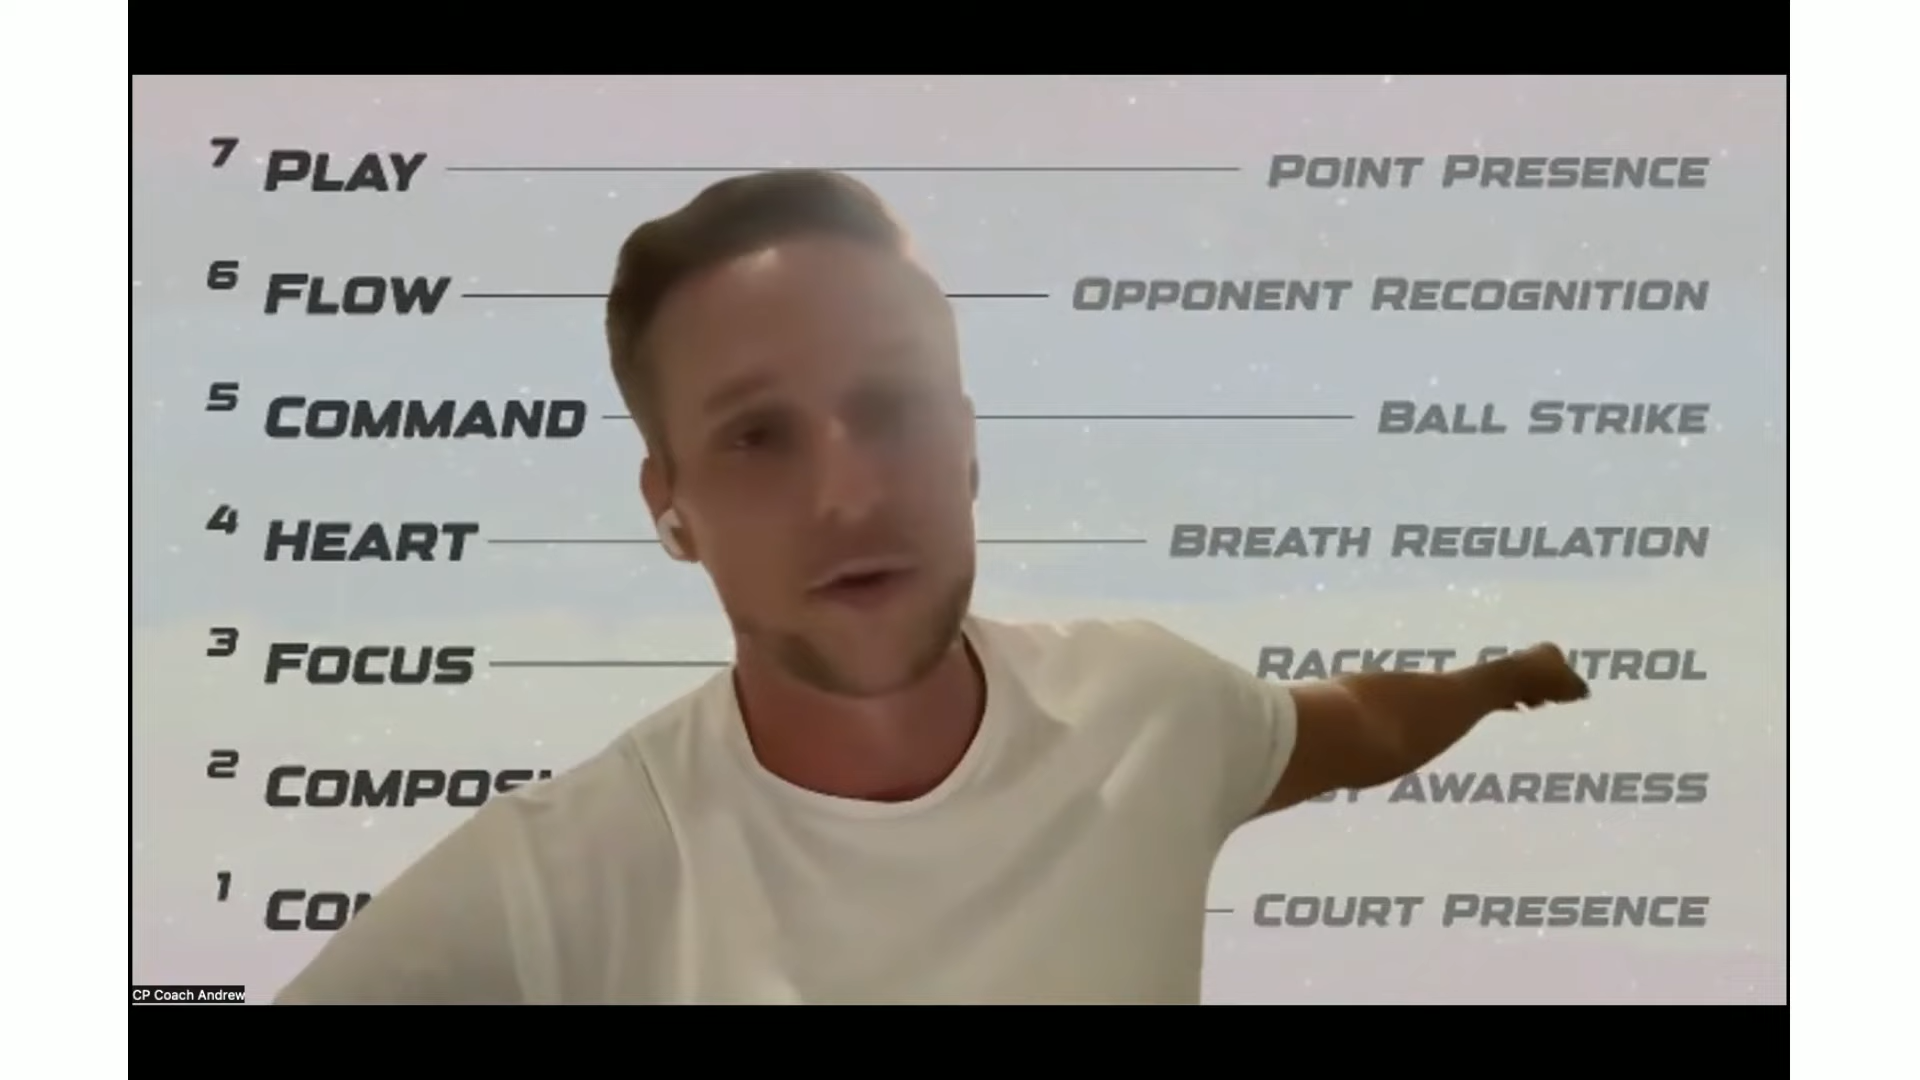 7 PLAY POINT PRESENCE
6 FLOW OPPONENT RECOGNITION
5 COMMAND BALL STRIKE
4 HEART BREATH REGULATION
3 FOCUS RACKET
2 AWARENESS
1 COURT PRESENCE
CP Coach Andrew